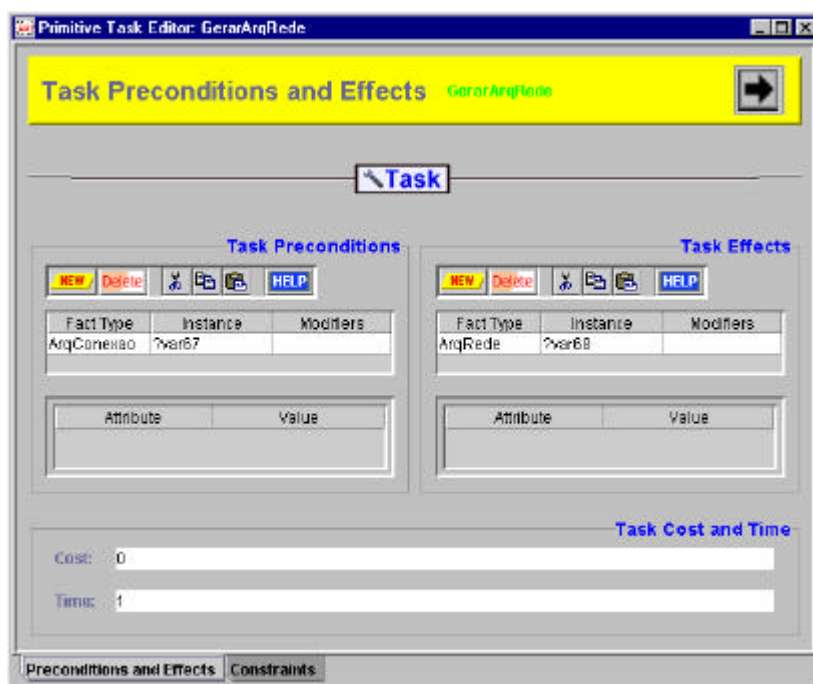 Primitive Task Editor: GerarArqRede
Task Preconditions and Effects GerarArqRede
Task
Task Preconditions
NEW Delete HELP
Fact Type Instance Modifiers
ArqConexao ?var67
Attribute Value
Task Effects
NEW Delete HELP
Fact Type Instance Modifiers
ArqRede ?var69
Attribute Value
Task Cost and Time
Cost: 0
Time: 1
Preconditions and Effects Constraints